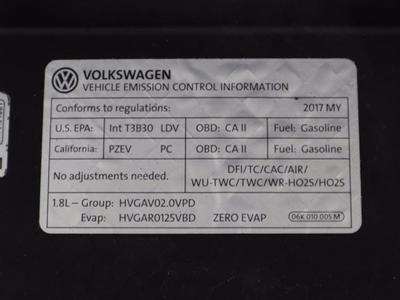 VOLKSWAGEN
VEHICLE EMISSION CONTROL INFORMATION
Conforms to regulations: 2017 MY
U.S. EPA: Int T3B30 LDV OBD: CA II Fuel: Gasoline
California: PZEV PC OBD: CA II Fuel: Gasoline
No adjustments needed. DFI/TC/CAC/AIR/
WU-TWC/TWC/WR-HO2S/HO2S
1.8L– Group: HVGAV02.0VPD
Evap: HVGAR0125VBD ZERO EVAP 06K 010 005 M